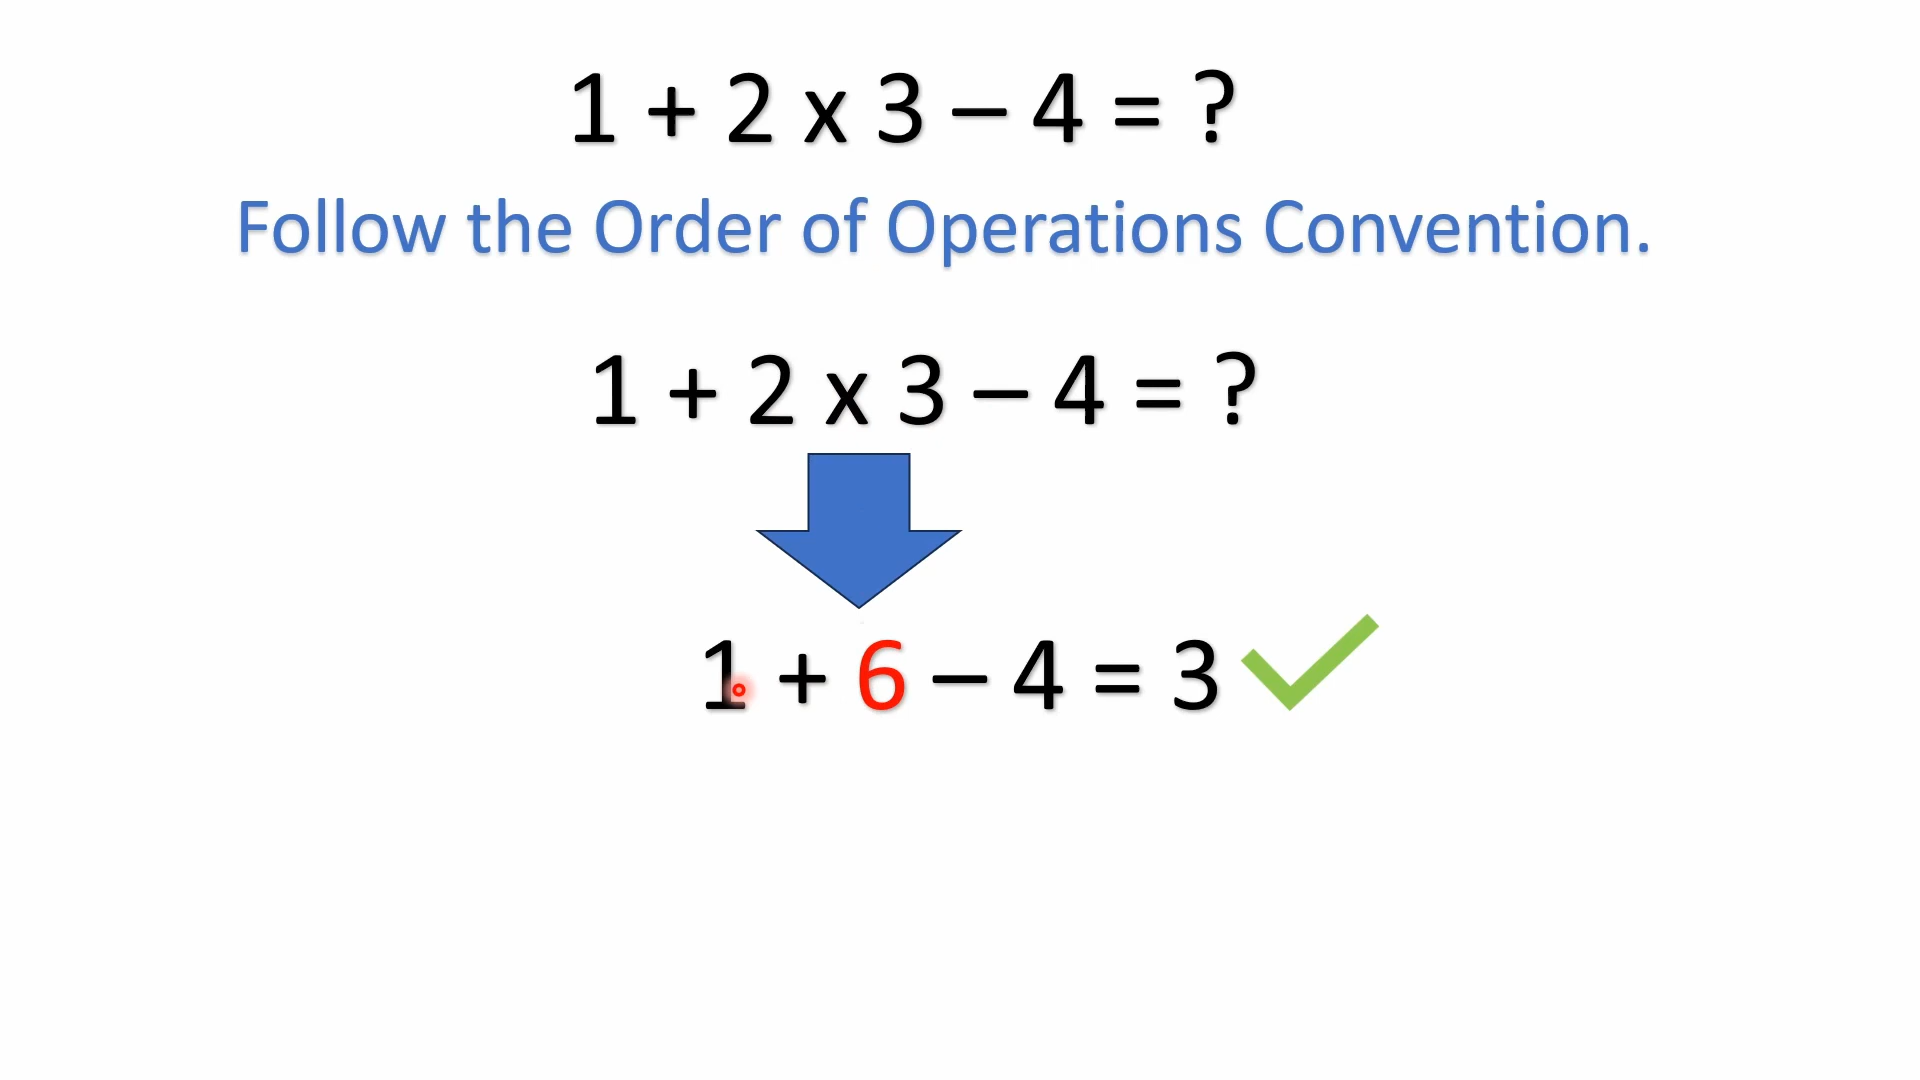 1 + 2 x 3 – 4 = ?
Follow the Order of Operations Convention.
1 + 2 x 3 – 4 = ?
1 + 6 – 4 = 3